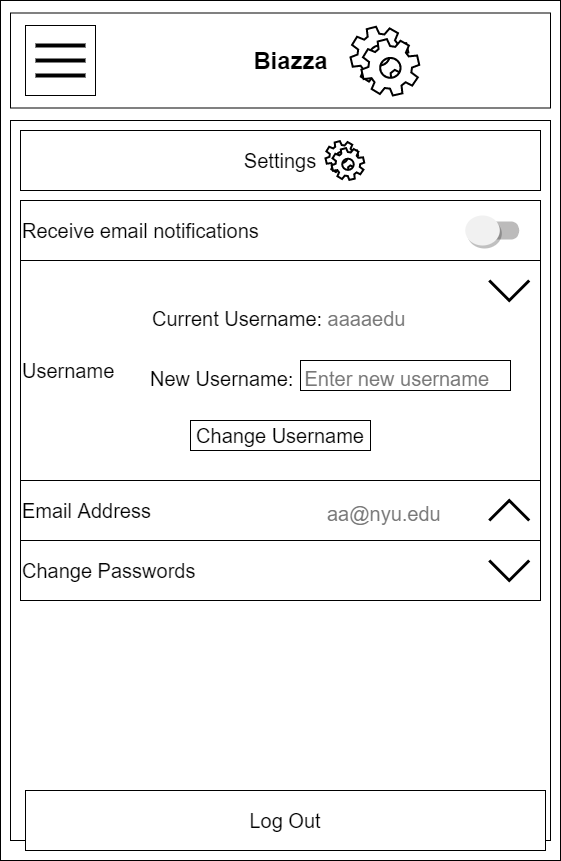 Biazza
Settings
Receive email notifications
Current Username: aaaaedu
Username
New Username: Enter new username
Change Username
Email Address aa@nyu.edu
Change Passwords
Log Out